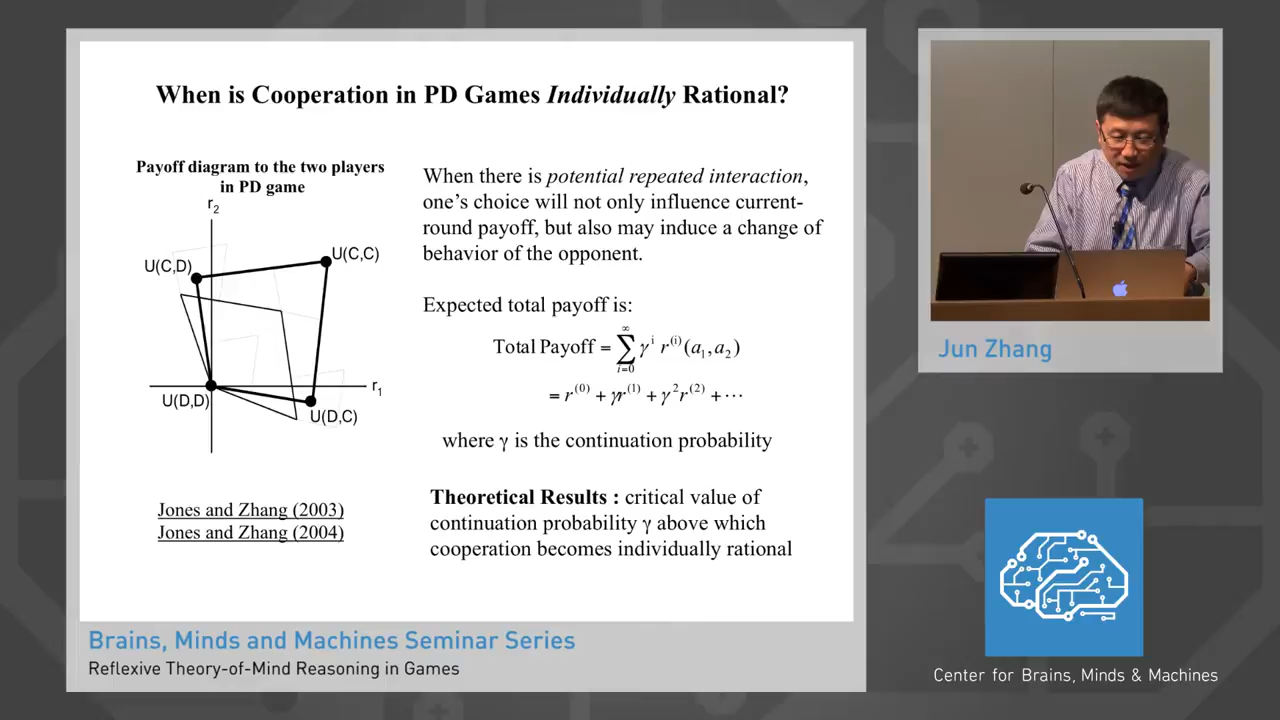 When is Cooperation in PD Games Individually Rational?
Payoff diagram to the two players
in PD game
r2
U(C,D)
U(C,C)
r1
U(D,D)
U(D,C)
Jones and Zhang (2003)
Jones and Zhang (2004)
When there is potential repeated interaction,
one's choice will not only influence current-
round payoff, but also may induce a change of
behavior of the opponent.
Expected total payoff is:
Total Payoff = ∑_{i=0}^{∞} γ^i r^(i)(a₁,a₂)
= r^(0) + γr^(1) + γ^2 r^(2) + ⋯
where γ is the continuation probability
Theoretical Results : critical value of
continuation probability γ above which
cooperation becomes individually rational
Jun Zhang
Brains, Minds and Machines Seminar Series
Reflexive Theory-of-Mind Reasoning in Games
Center for Brains, Minds & Machines